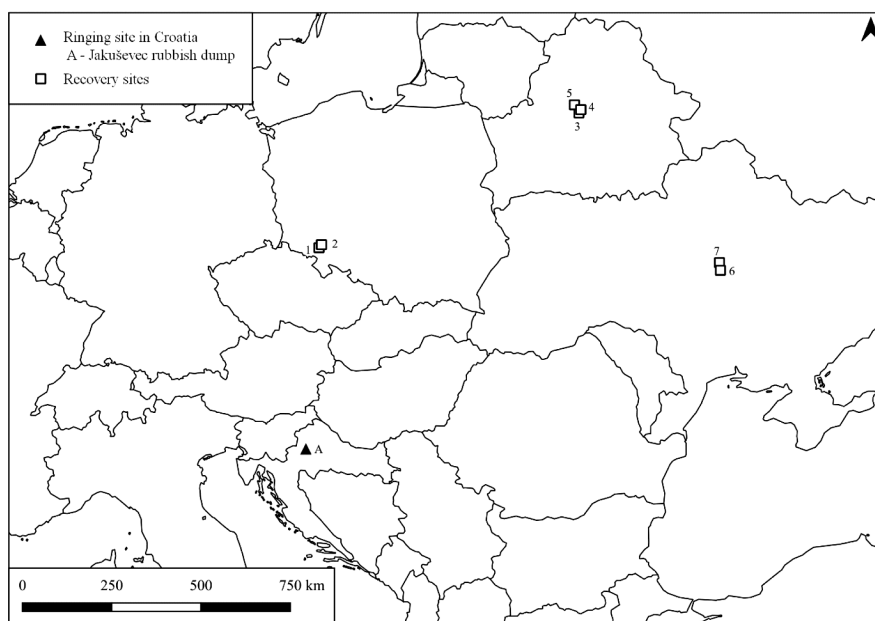 Ringing site in Croatia
A - Jakuševec rubbish dump
Recovery sites
5
4
3
1
2
7
6
A
0 250 500 750 km